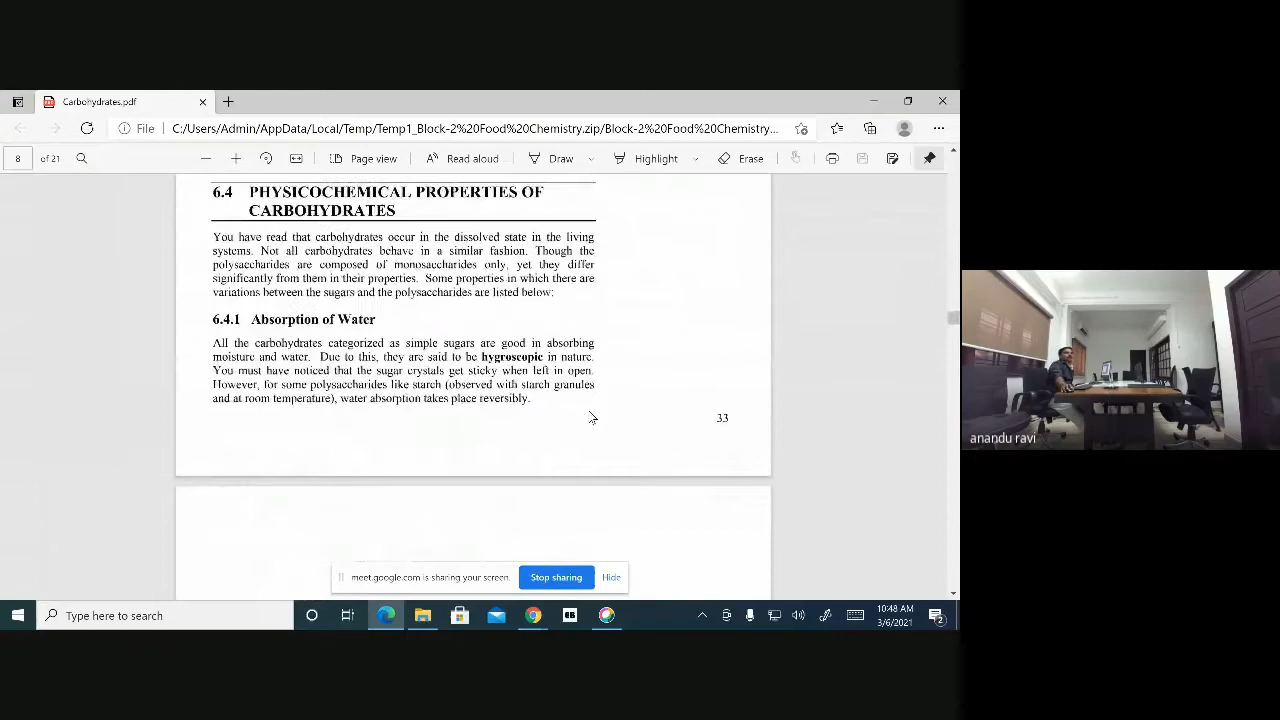 Carbohydrates.pdf
File
C:/Users/Admin/AppData/Local/Temp/Temp1_Block-2%20Food%20Chemistry.zip/Block-2%20Food%20Chemistry...
8 of 21
Page view
Read aloud
Draw
Highlight
Erase
6.4 PHYSICOCHEMICAL PROPERTIES OF
CARBOHYDRATES
You have read that carbohydrates occur in the dissolved state in the living
systems. Not all carbohydrates behave in a similar fashion. Though the
polysaccharides are composed of monosaccharides only, yet they differ
significantly from them in their properties. Some properties in which there are
variations between the sugars and the polysaccharides are listed below:
6.4.1 Absorption of Water
All the carbohydrates categorized as simple sugars are good in absorbing
moisture and water. Due to this, they are said to be hygroscopic in nature.
You must have noticed that the sugar crystals get sticky when left in open.
However, for some polysaccharides like starch (observed with starch granules
and at room temperature), water absorption takes place reversibly.
33
anandu ravi
meet.google.com is sharing your screen.
Stop sharing
Hide
Type here to search
10:48 AM
3/6/2021
2